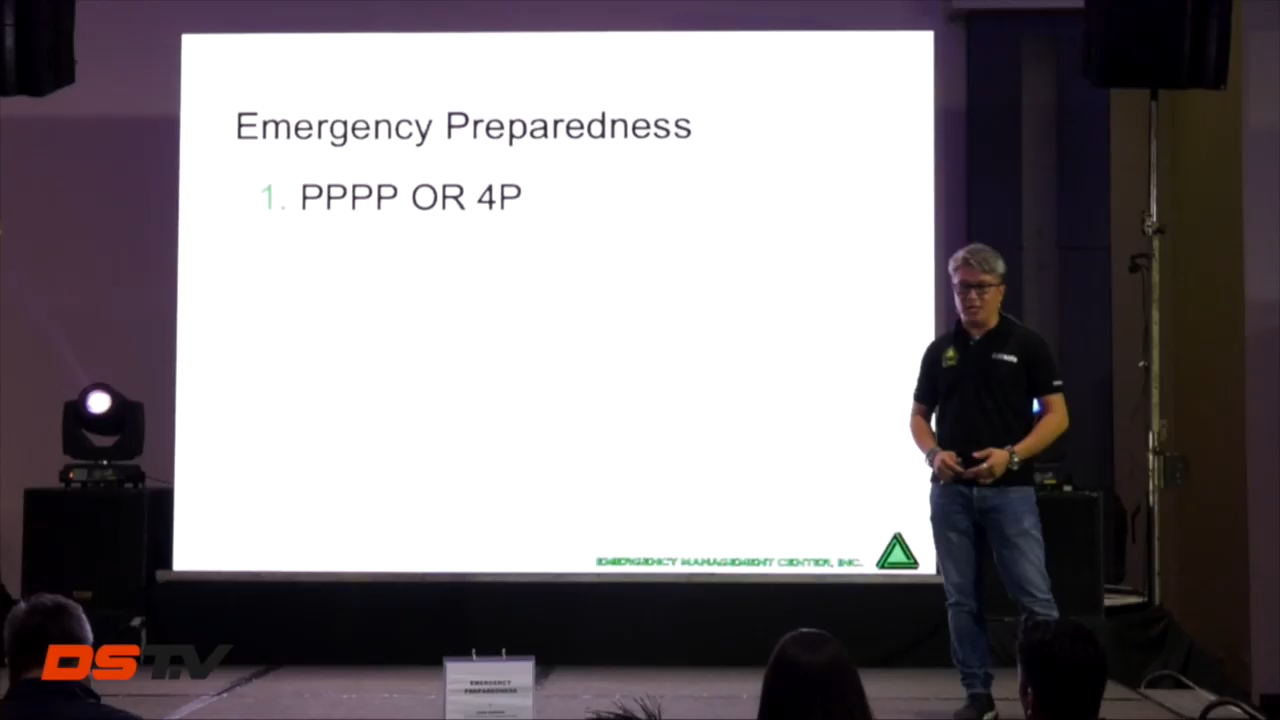 Emergency Preparedness
1. PPPP OR 4P
EMERGENCY MANAGEMENT CENTER, INC.
DSTV
EMERGENCY
PREPAREDNESS